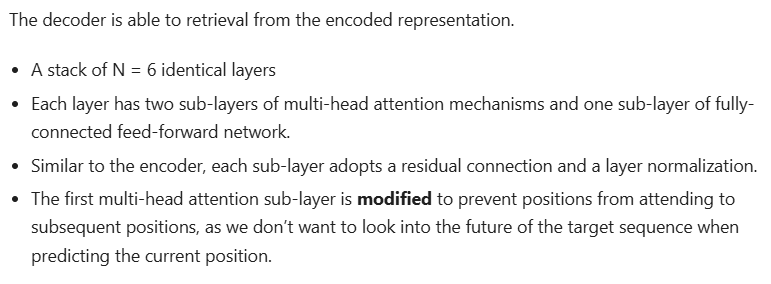 The decoder is able to retrieval from the encoded representation.
• A stack of N = 6 identical layers
• Each layer has two sub-layers of multi-head attention mechanisms and one sub-layer of fully-
connected feed-forward network.
• Similar to the encoder, each sub-layer adopts a residual connection and a layer normalization.
• The first multi-head attention sub-layer is modified to prevent positions from attending to
subsequent positions, as we don’t want to look into the future of the target sequence when
predicting the current position.